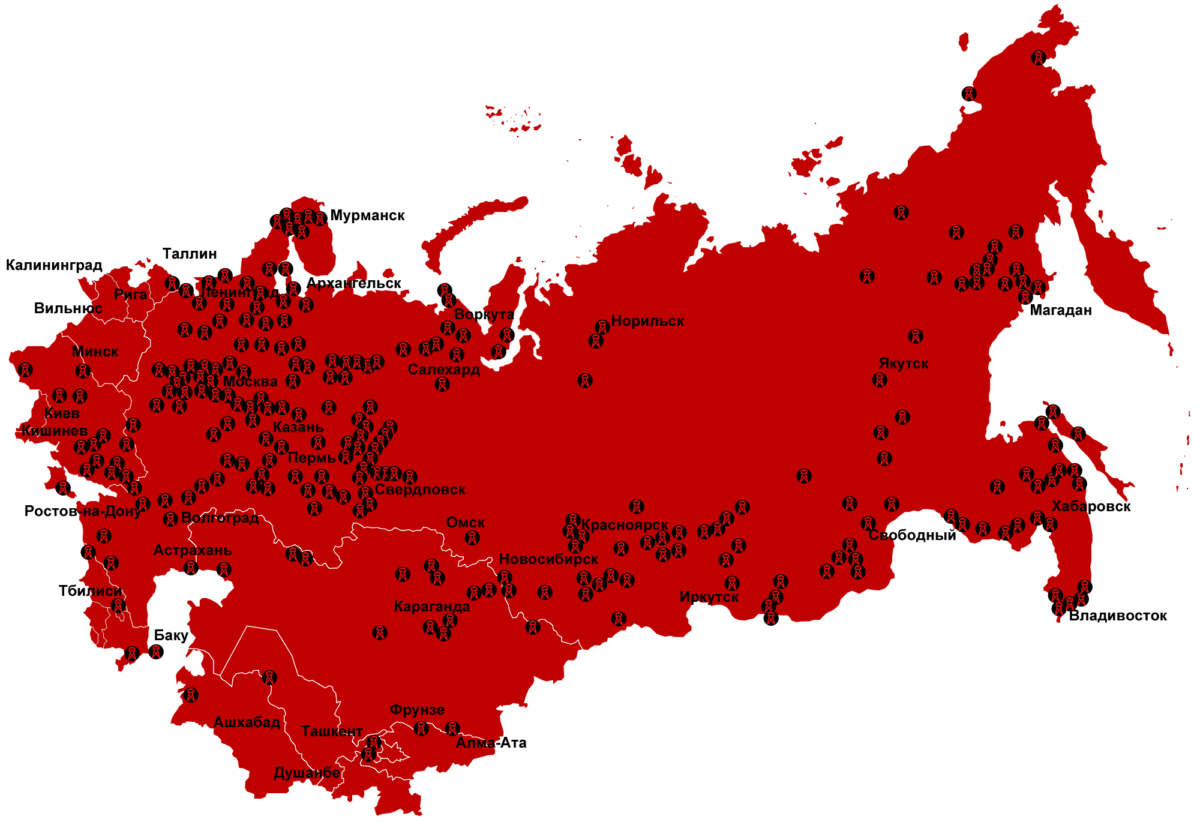 Мурманск
Таллин
Калининград
Архангельск
Рига
Ленинград
Вильнюс
Воркута
Норильск
Магадан
Минск
Салехард
Якутск
Москва
Киев
Казань
Кишинев
Пермь
Свердловск
Ростов-на-Дону
Хабаровск
Волгоград
Омск
Красноярск
Свободный
Астрахань
Новосибирск
Тбилиси
Иркутск
Караганда
Владивосток
Баку
Фрунзе
Ашхабад
Ташкент
Алма-Ата
Душанбе